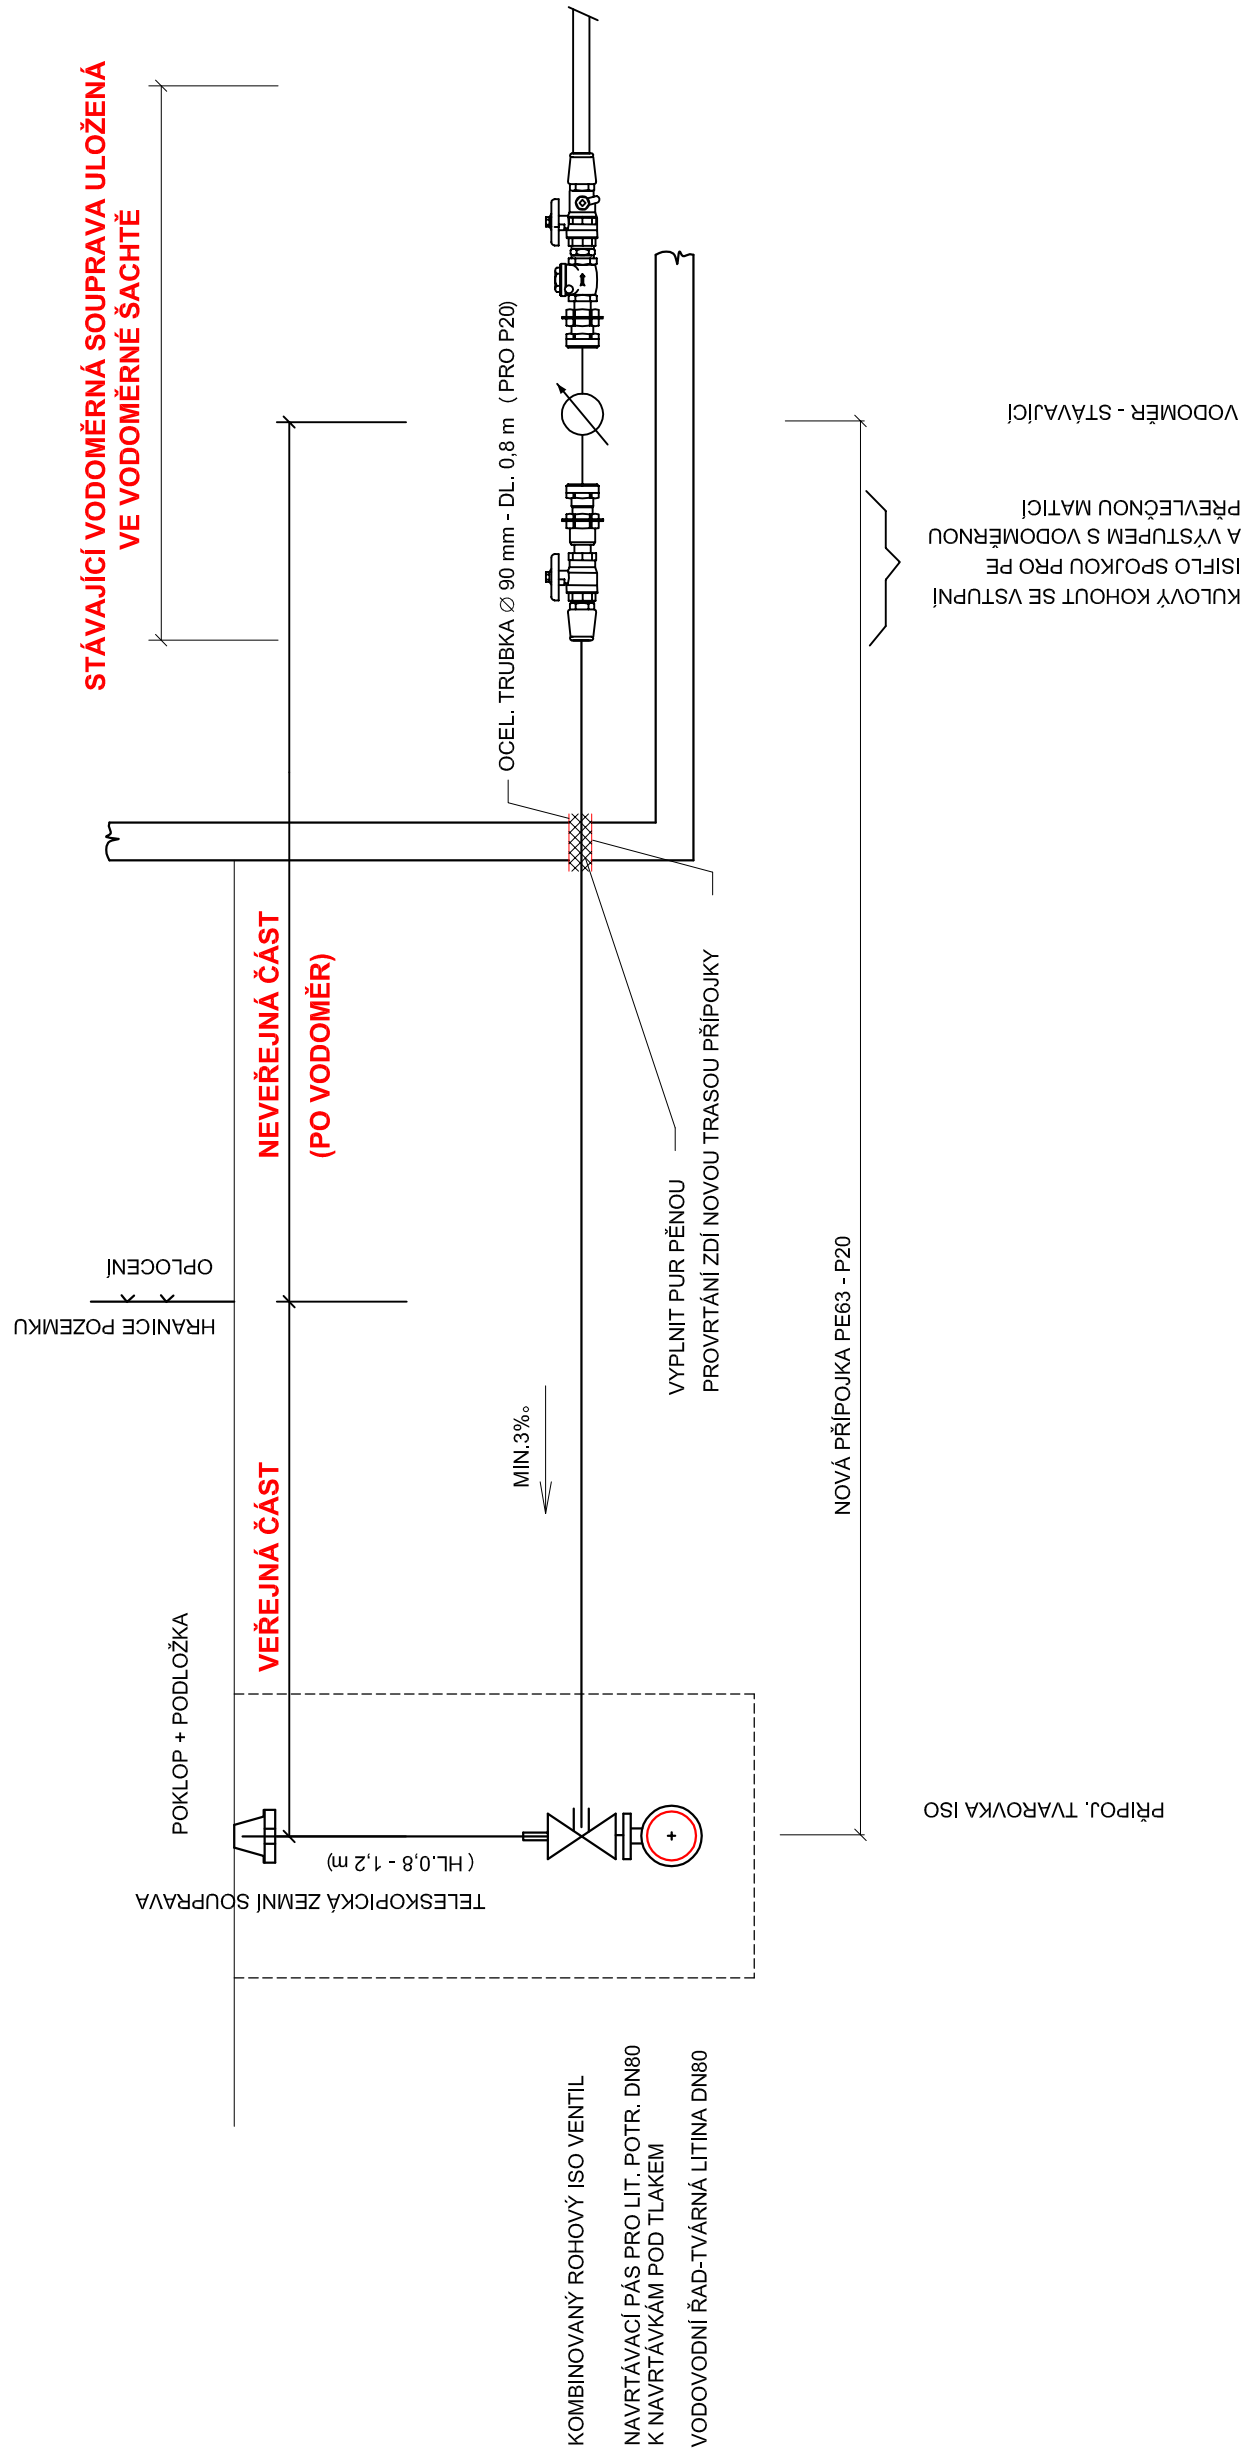 STÁVAJÍCÍ VODOMĚRNÁ SOUPRAVA ULOŽENÁ
VE VODOMĚRNÉ ŠACHTĚ
NEVEŘEJNÁ ČÁST
(PO VODOMĚR)
VEŘEJNÁ ČÁST
OPLOCENÍ
HRANICE POZEMKU
POKLOP + PODLOŽKA
TELESKOPICKÁ ZEMNÍ SOUPRAVA
( HL.0,8 - 1,2 m)
OCEL. TRUBKA Ø 90 mm - DL. 0,8 m ( PRO P20)
MIN.3‰
VYPLNIT PUR PĚNOU
PROVRTÁNÍ ZDÍ NOVOU TRASOU PŘÍPOJKY
NOVÁ PŘÍPOJKA PE63 - P20
VODOMĚR - STÁVAJÍCÍ
KULOVÝ KOHOUT SE VSTUPNÍ
ISIFLO SPOJKOU PRO PE
A VÝSTUPEM S VODOMĚRNOU
PŘEVLEČNOU MATICÍ
PŘIPOJ. TVAROVKA ISO
KOMBINOVANÝ ROHOVÝ ISO VENTIL
NAVRTÁVACÍ PÁS PRO LIT. POTR. DN80
K NAVRTÁVKÁM POD TLAKEM
VODOVODNÍ ŘAD-TVÁRNÁ LITINA DN80